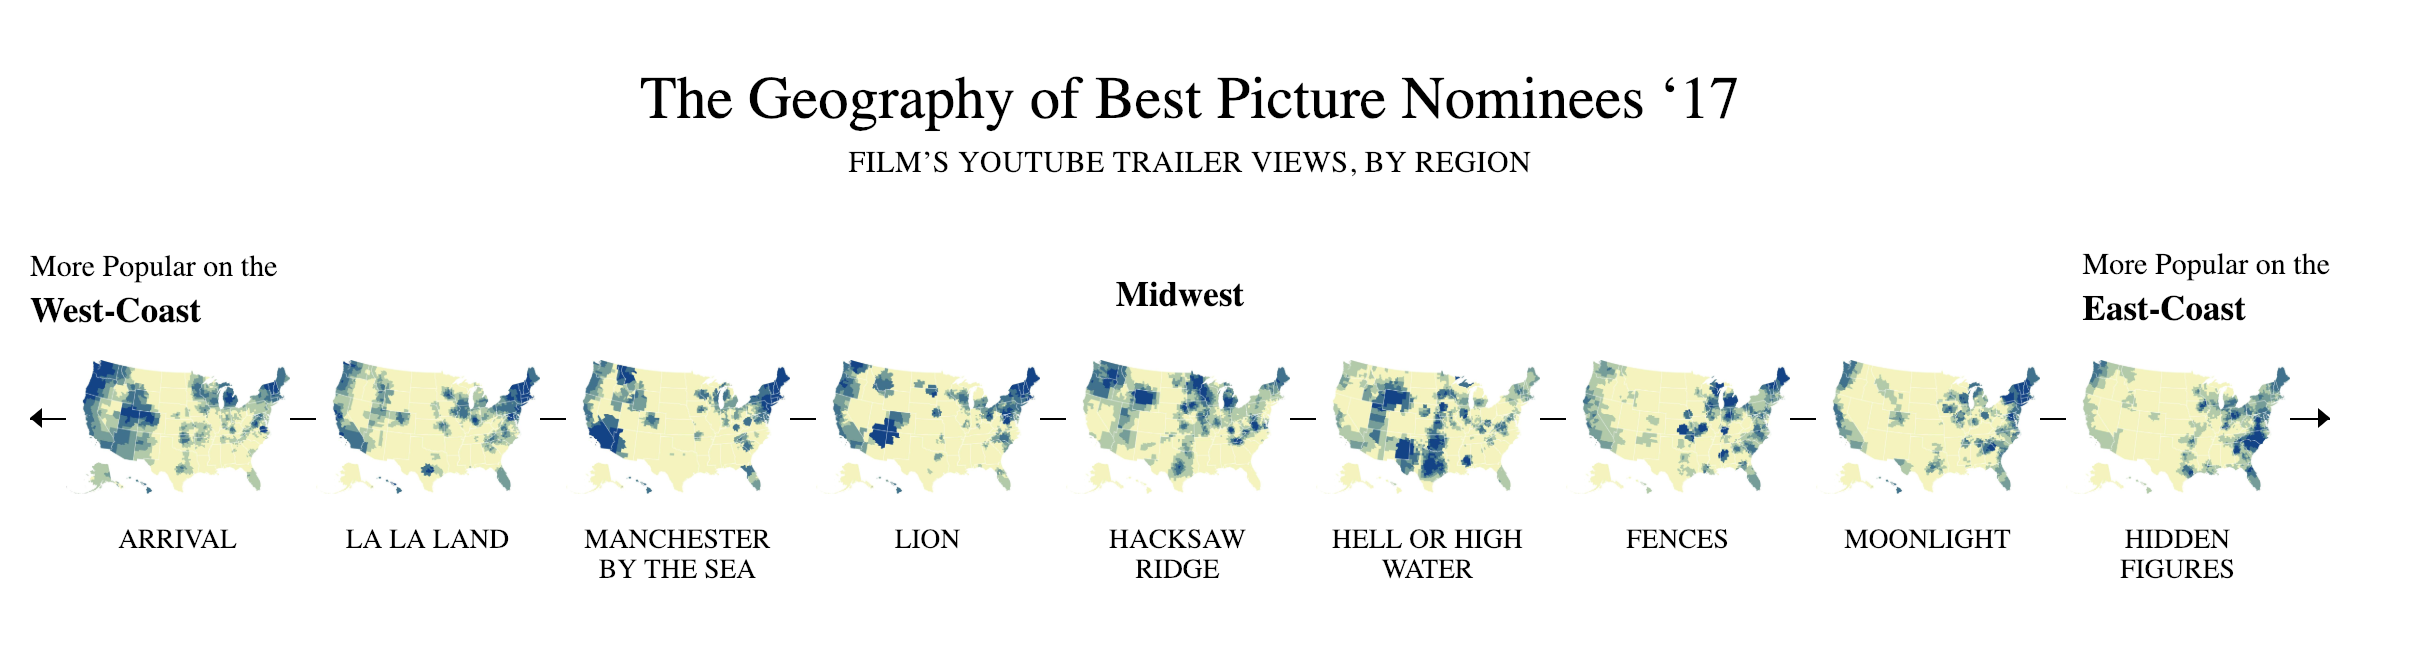 The Geography of Best Picture Nominees ‘17
FILM’S YOUTUBE TRAILER VIEWS, BY REGION
More Popular on the
West-Coast
Midwest
More Popular on the
East-Coast
ARRIVAL
LA LA LAND
MANCHESTER
BY THE SEA
LION
HACKSAW
RIDGE
HELL OR HIGH
WATER
FENCES
MOONLIGHT
HIDDEN
FIGURES